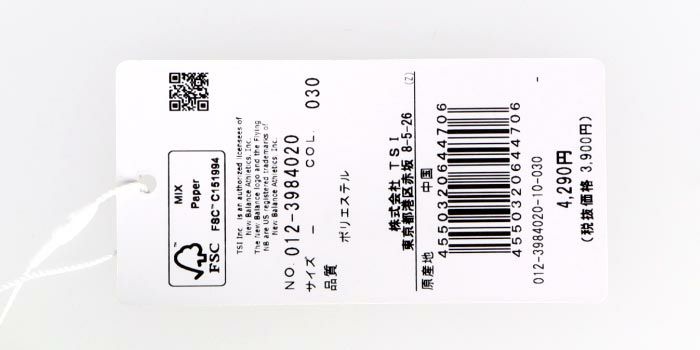 MIX
Paper
FSC™ C151994
FSC
TSI Inc. is an authorized licensees of
New Balance Athletics, Inc.
The New Balance logo and the Flying
NB are US registered trademarks of
New Balance Athletics, Inc.
NO. 012-3984020
サイズ − COL. 030
品質 ポリエステル
株式会社 TSI
東京都港区赤坂 8-5-26 (Z)
原産地 中国
4550320644706
4550320644706
012-3984020-10-030 -
4,290円
(税抜価格 3,900円)